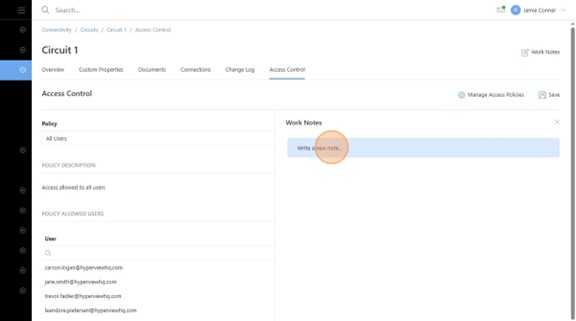 Search...
Jamie Connor
Connectivity / Circuits / Circuit 1 / Access Control
Circuit 1
Work Notes
Overview Custom Properties Documents Connections Change Log Access Control
Access Control
Manage Access Policies Save
Policy
Work Notes
All Users
Write a new note...
POLICY DESCRIPTION
Access allowed to all users
POLICY ALLOWED USERS
User
carson.logan@hyperviewhq.com
jane.smith@hyperviewhq.com
trevor.fadler@hyperviewhq.com
leandora.pieterson@hyperviewhq.com